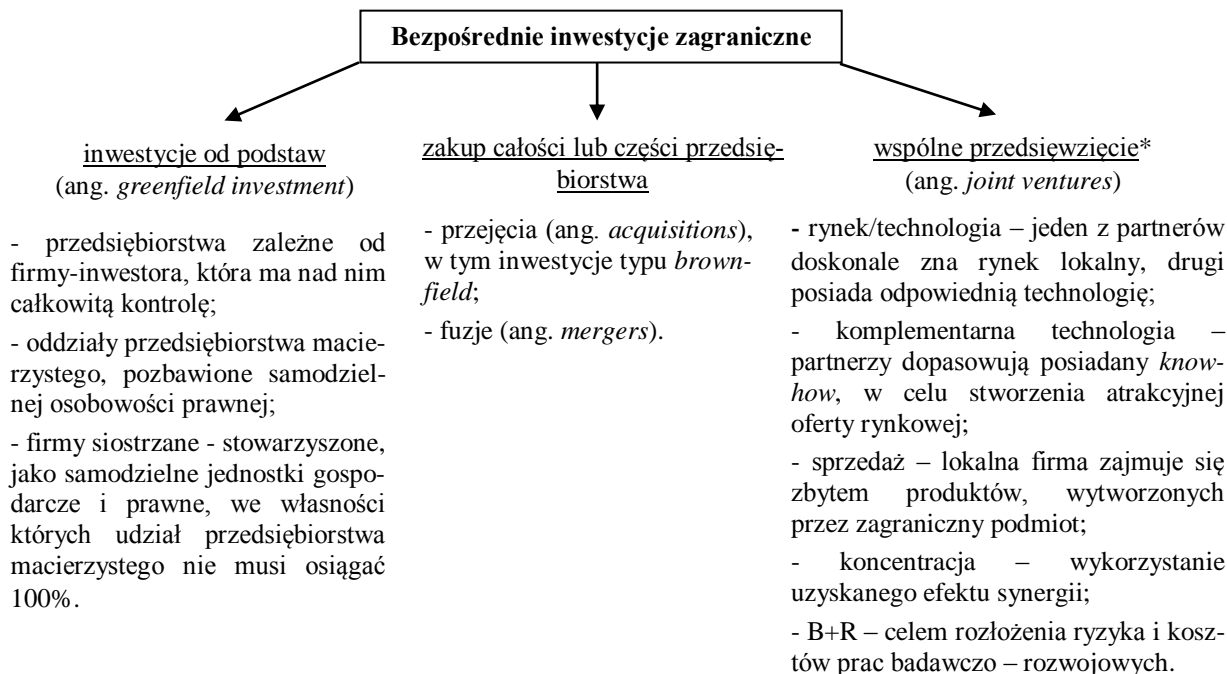 Bezpośrednie inwestycje zagraniczne
inwestycje od podstaw
(ang. greenfield investment)
- przedsiębiorstwa zależne od
firmy-inwestora, która ma nad nim
całkowitą kontrolę;
- oddziały przedsiębiorstwa macie-
rzystego, pozbawione samodziel-
nej osobowości prawnej;
- firmy siostrzane - stowarzyszone,
jako samodzielne jednostki gospo-
darcze i prawne, we własności
których udział przedsiębiorstwa
macierzystego nie musi osiągać
100%.
zakup całości lub części przedsię-
biorstwa
- przejęcia (ang. acquisitions),
w tym inwestycje typu brown-
field;
- fuzje (ang. mergers).
wspólne przedsięwzięcie*
(ang. joint ventures)
- rynek/technologia – jeden z partnerów
doskonale zna rynek lokalny, drugi
posiada odpowiednią technologię;
- komplementarna technologia –
partnerzy dopasowują posiadany know-
how, w celu stworzenia atrakcyjnej
oferty rynkowej;
- sprzedaż – lokalna firma zajmuje się
zbytem produktów, wytworzonych
przez zagraniczny podmiot;
- koncentracja – wykorzystanie
uzyskanego efektu synergii;
- B+R – celem rozłożenia ryzyka i kosz-
tów prac badawczo – rozwojowych.